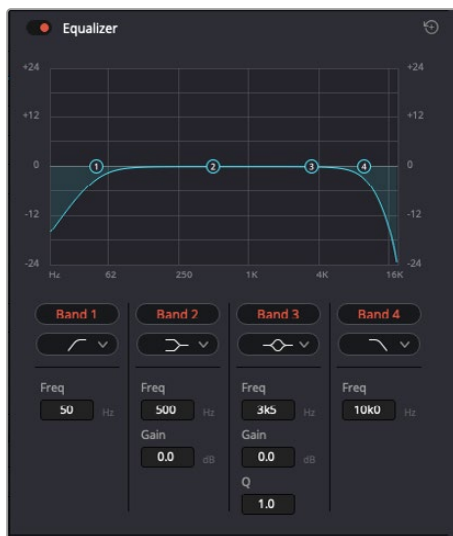 Equalizer
+24 +24
+12 +12
0 1 2 3 4 0
-12 -12
-24 -24
Hz 62 250 1K 4K 16K
Band 1 Band 2 Band 3 Band 4
Freq Freq Freq Freq
50 Hz 500 Hz 3k5 Hz 10k0 Hz
Gain Gain
0.0 dB 0.0 dB
Q
1.0